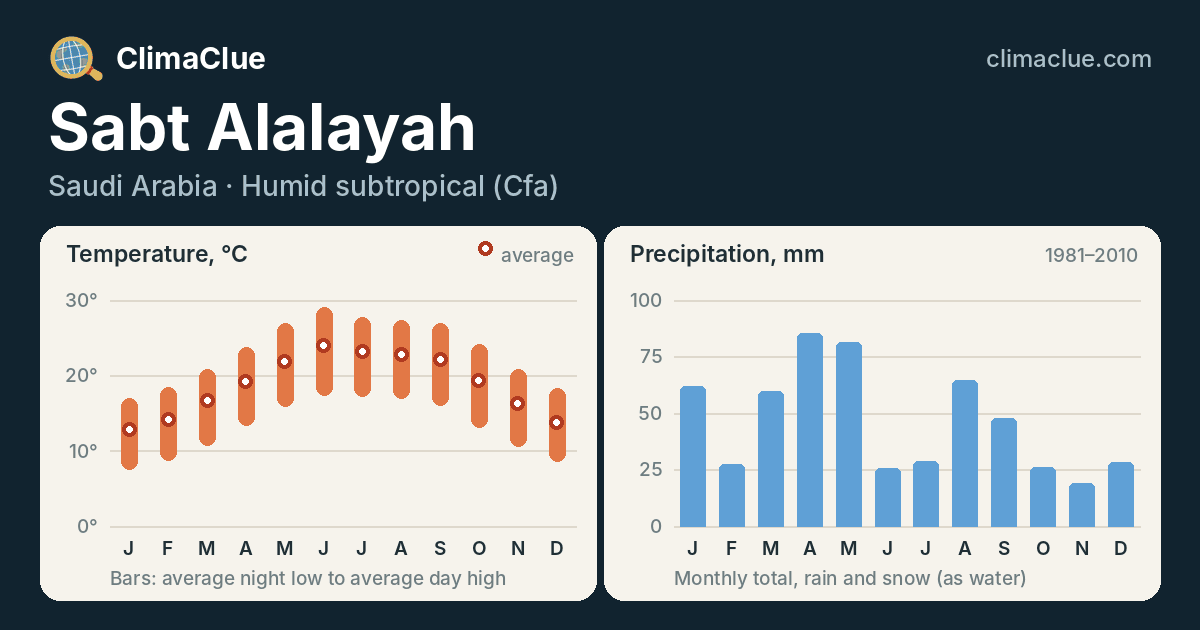 ClimaClue
climaclue.com
Sabt Alalayah
Saudi Arabia · Humid subtropical (Cfa)
Temperature, °C
average
30°
20°
10°
0°
J F M A M J J A S O N D
Bars: average night low to average day high
Precipitation, mm
1981–2010
100
75
50
25
0
J F M A M J J A S O N D
Monthly total, rain and snow (as water)